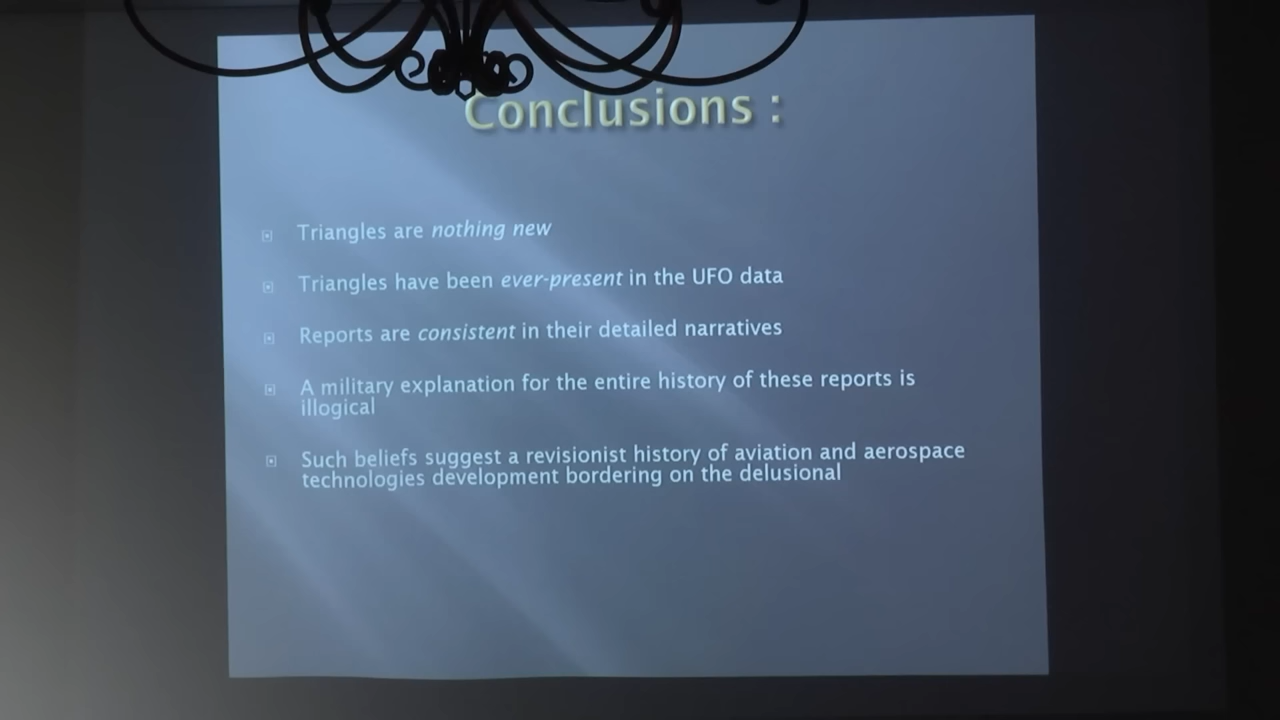 Conclusions :
Triangles are nothing new
Triangles have been ever-present in the UFO data
Reports are consistent in their detailed narratives
A military explanation for the entire history of these reports is
illogical
Such beliefs suggest a revisionist history of aviation and aerospace
technologies development bordering on the delusional